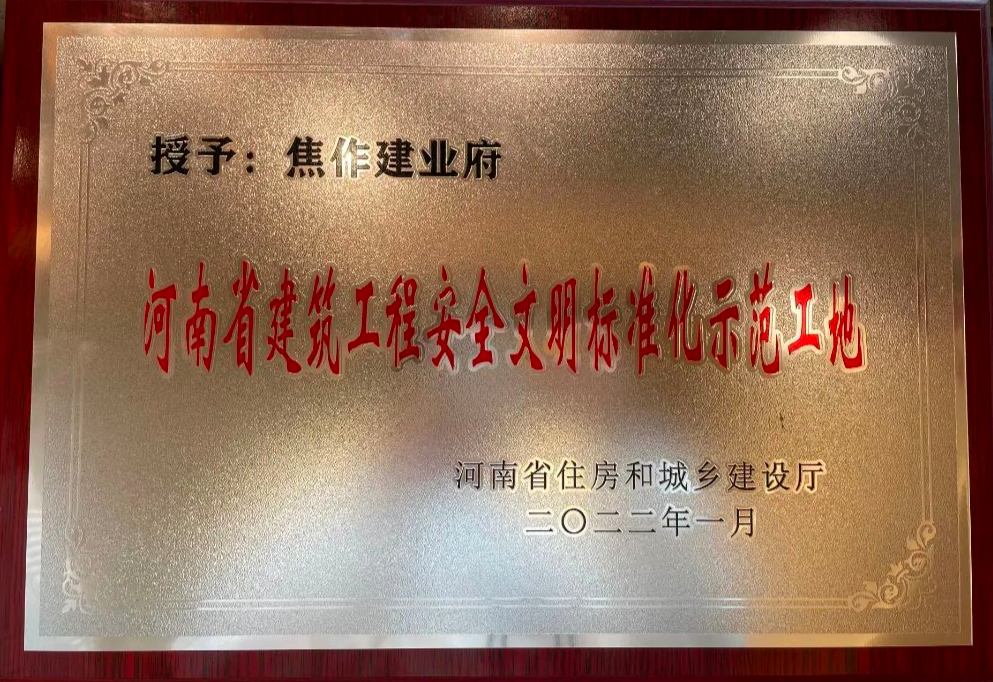 授予：焦作建业府
河南省建筑工程安全文明标准化示范工地
河南省住房和城乡建设厅
二〇二二年一月